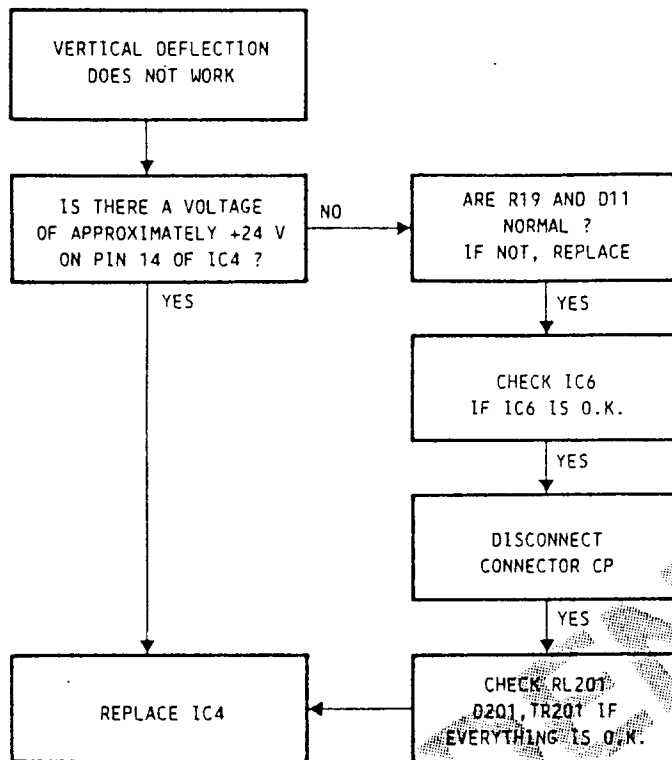 VERTICAL DEFLECTION
DOES NOT WORK
IS THERE A VOLTAGE
OF APPROXIMATELY +24 V
ON PIN 14 OF IC4 ?
NO
ARE R19 AND D11
NORMAL ?
IF NOT, REPLACE
YES
YES
CHECK IC6
IF IC6 IS O.K.
YES
DISCONNECT
CONNECTOR CP
YES
CHECK RL201
D201,TR201 IF
EVERYTHING IS O.K.
REPLACE IC4